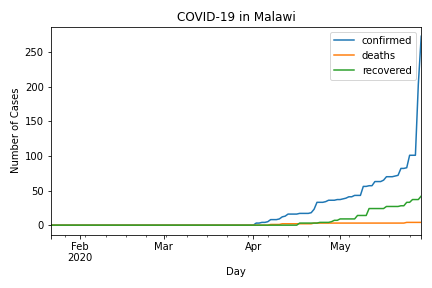 COVID-19 in Malawi
confirmed
deaths
recovered
Number of Cases
250
200
150
100
50
0
Feb
2020
Mar
Apr
May
Day